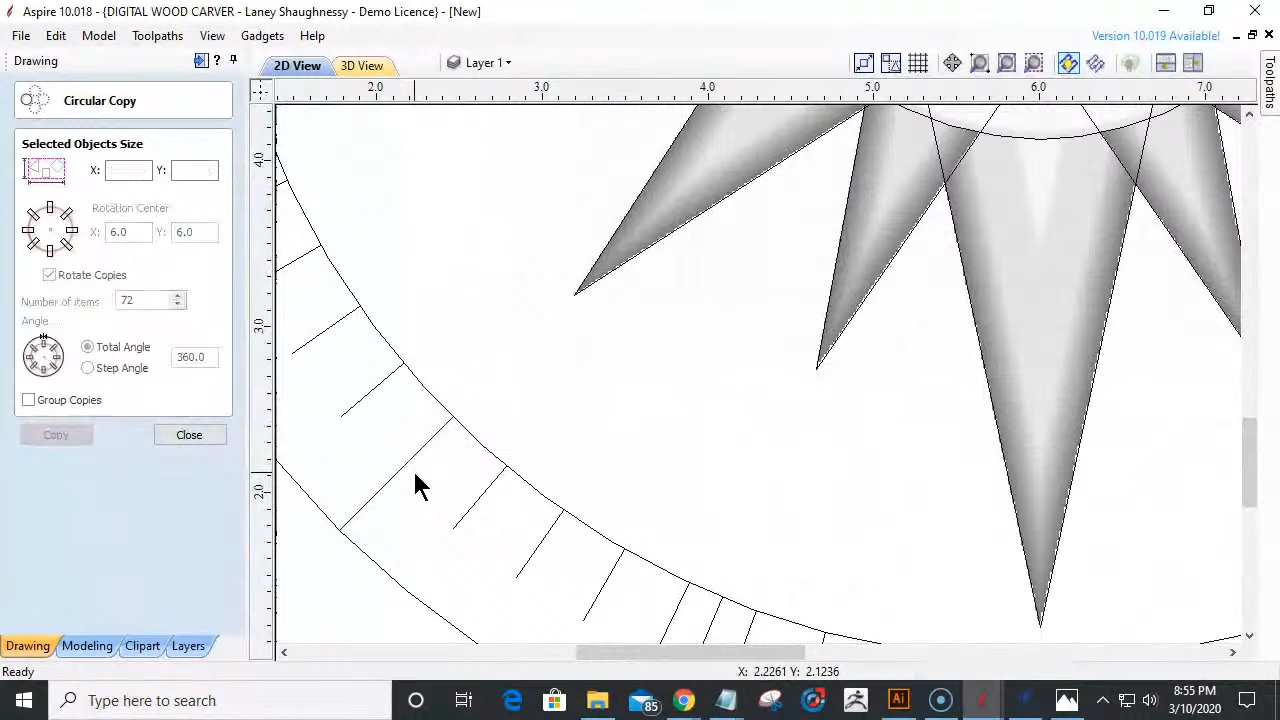 Aspire 10.018 - {DIGITAL WOOD CARVER - Laney Shaughnessy - Demo Licence} - [New]
File Edit Model Toolpaths View Gadgets Help
Version 10.019 Available!
Drawing
2D View 3D View
Layer 1
Toolpaths
2.0 3.0 4.0 5.0 6.0 7.0
4.0
3.0
2.0
Circular Copy
Selected Objects Size
X: Y:
Rotation Center
X: 6.0 Y: 6.0
Rotate Copies
Number of items 72
Angle
Total Angle 360.0
Step Angle
Group Copies
Copy Close
Drawing Modeling Clipart Layers
Ready
X: 2.2261 Y: 2.1236
Type here to search
85
Ai
8:55 PM
3/10/2020